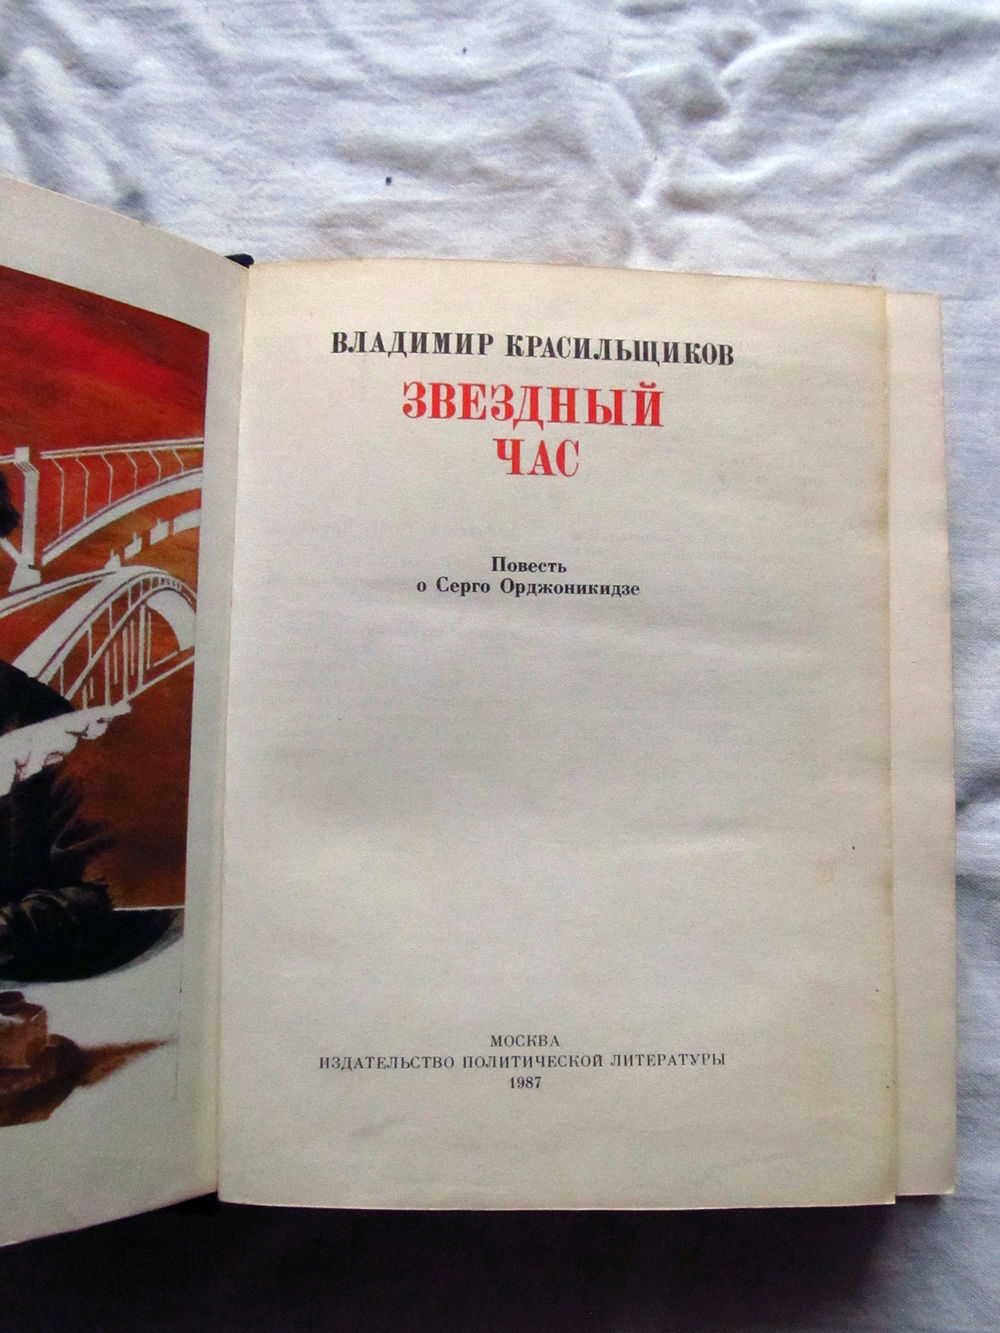 ВЛАДИМИР КРАСИЛЬЩИКОВ
ЗВЕЗДНЫЙ
ЧАС
Повесть
о Серго Орджоникидзе
МОСКВА
ИЗДАТЕЛЬСТВО ПОЛИТИЧЕСКОЙ ЛИТЕРАТУРЫ
1987